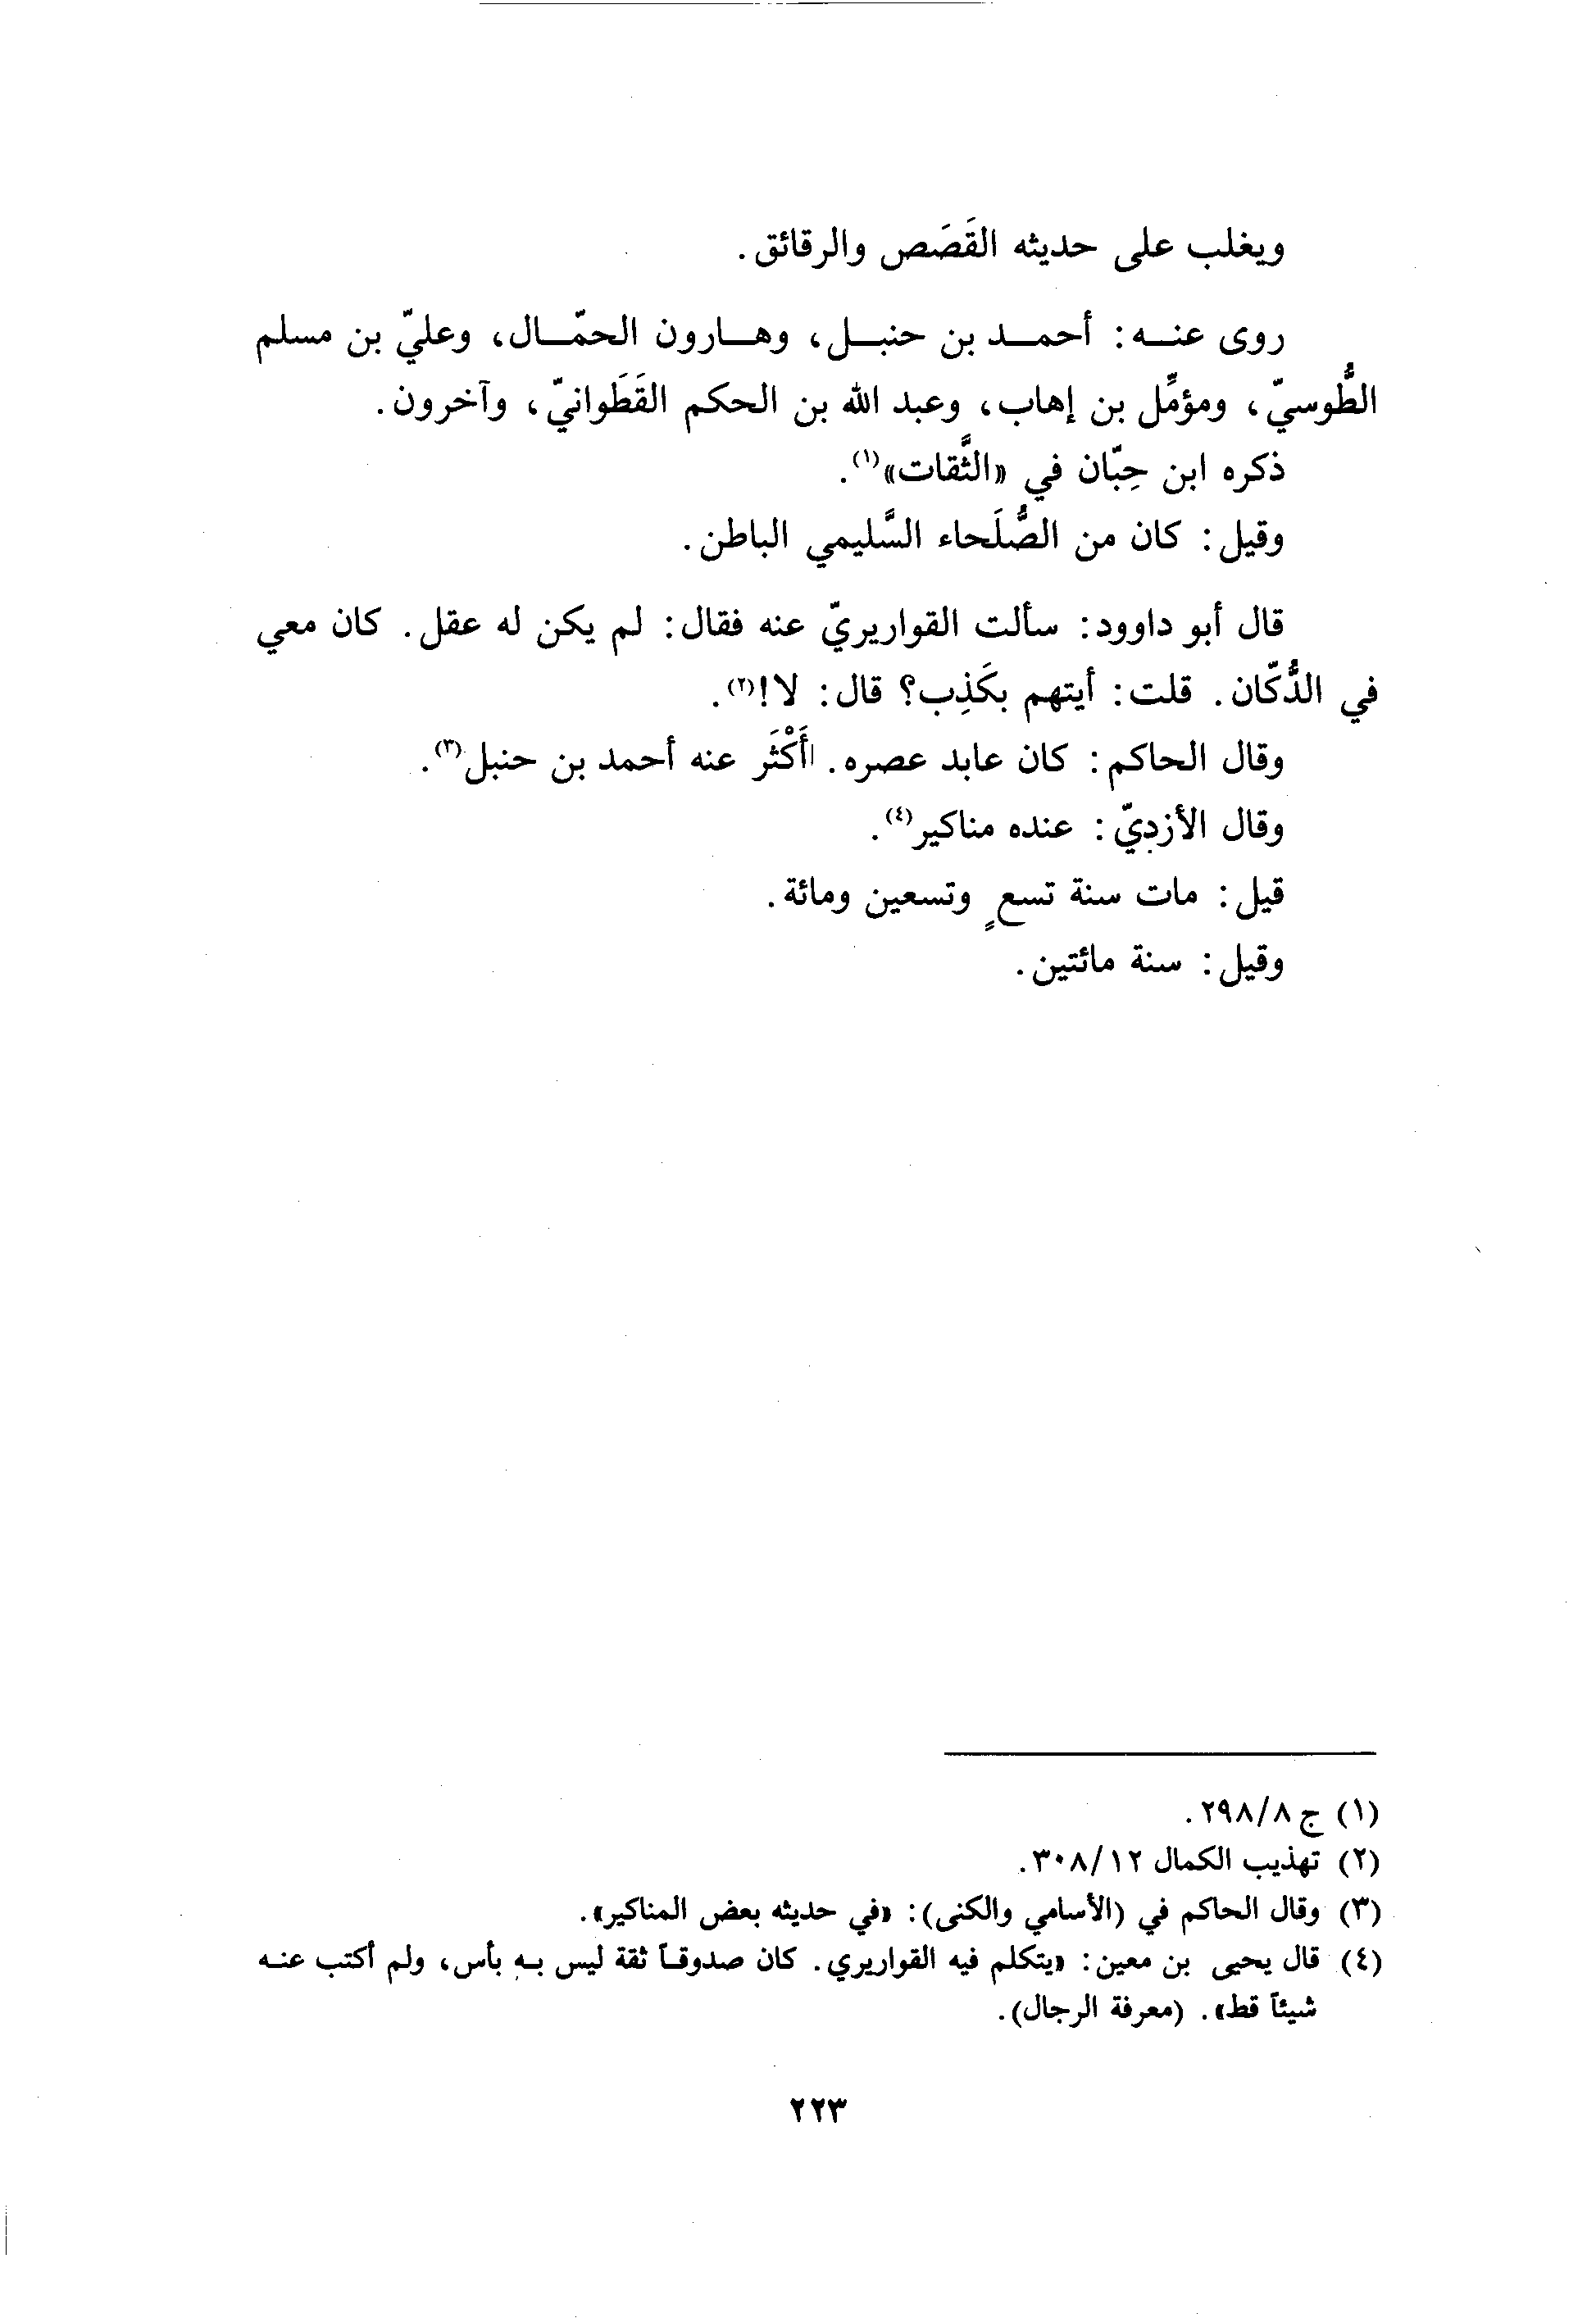 ويغلب على حديثه القَصَص والرقائق.
روى عنه: أحمد بن حنبل، وهارون الحمّال، وعليّ بن مسلم
الطُّوسيّ، ومؤمِّل بن إهاب، وعبد الله بن الحكم القَطَوانيّ، وآخرون.
ذكره ابن حِبّان في «الثّقات»(١).
وقيل: كان من الصُّلَحاء السَّليمي الباطن.
قال أبو داوود: سألت القواريريّ عنه فقال: لم يكن له عقل. كان معي
في الدُّكّان. قلت: أيتهم بكَذِب؟ قال: لا!(٢).
وقال الحاكم: كان عابد عصره. أَكْثَر عنه أحمد بن حنبل(٣).
وقال الأزديّ: عنده مناكير(٤).
قيل: مات سنة تسعٍ وتسعين ومائة.
وقيل: سنة مائتين.
(١) ج ٢٩٨/٨.
(٢) تهذيب الكمال ٣٠٨/١٢.
(٣) وقال الحاكم في (الأسامي والكنى): «في حديثه بعض المناكير».
(٤) قال يحيى بن معين: «يتكلم فيه القواريري. كان صدوقاً ثقة ليس به بأس، ولم أكتب عنه
شيئاً قط». (معرفة الرجال).
٢٢٣